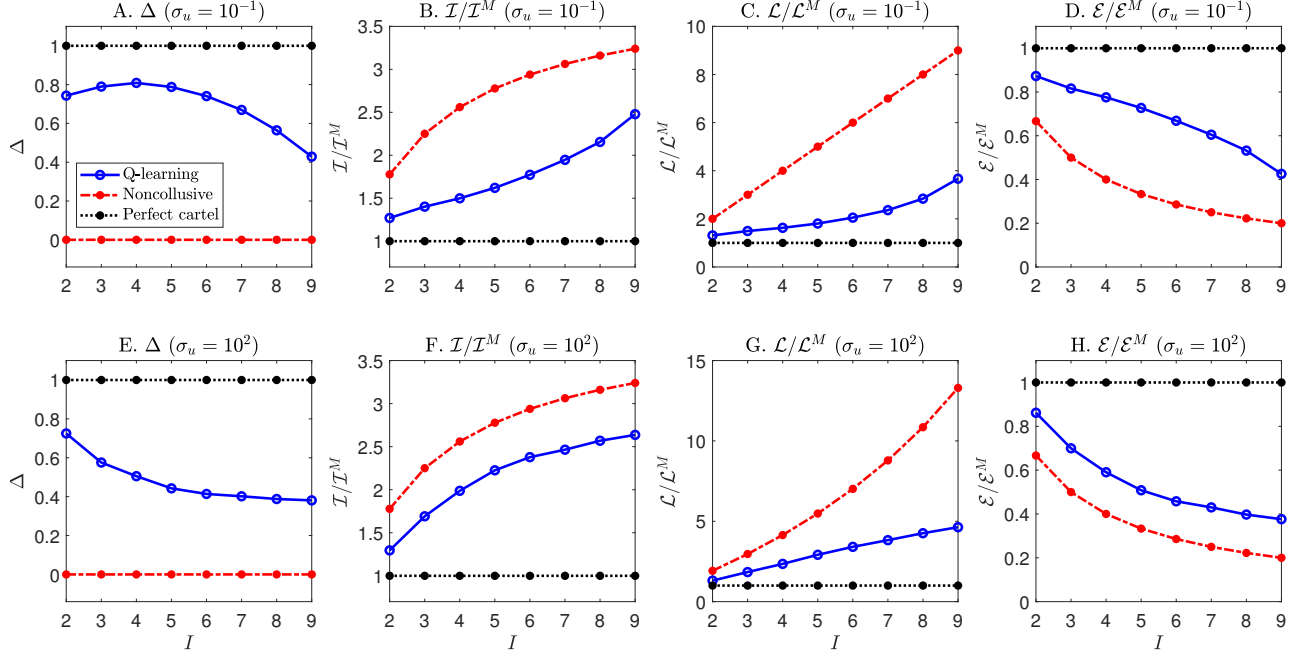 A. Δ (σ_u = 10^{-1})
1
0.8
0.6
0.4
0.2
0
Δ
Q-learning
Noncollusive
Perfect cartel
2 3 4 5 6 7 8 9
B. 𝓘/𝓘^M (σ_u = 10^{-1})
3.5
3
2.5
2
1.5
1
𝓘/𝓘^M
2 3 4 5 6 7 8 9
C. 𝓛/𝓛^M (σ_u = 10^{-1})
10
8
6
4
2
0
𝓛/𝓛^M
2 3 4 5 6 7 8 9
D. 𝓔/𝓔^M (σ_u = 10^{-1})
1
0.8
0.6
0.4
0.2
0
𝓔/𝓔^M
2 3 4 5 6 7 8 9
E. Δ (σ_u = 10^2)
1
0.8
0.6
0.4
0.2
0
Δ
2 3 4 5 6 7 8 9
I
F. 𝓘/𝓘^M (σ_u = 10^2)
3.5
3
2.5
2
1.5
1
𝓘/𝓘^M
2 3 4 5 6 7 8 9
I
G. 𝓛/𝓛^M (σ_u = 10^2)
15
10
5
0
𝓛/𝓛^M
2 3 4 5 6 7 8 9
I
H. 𝓔/𝓔^M (σ_u = 10^2)
1
0.8
0.6
0.4
0.2
0
𝓔/𝓔^M
2 3 4 5 6 7 8 9
I